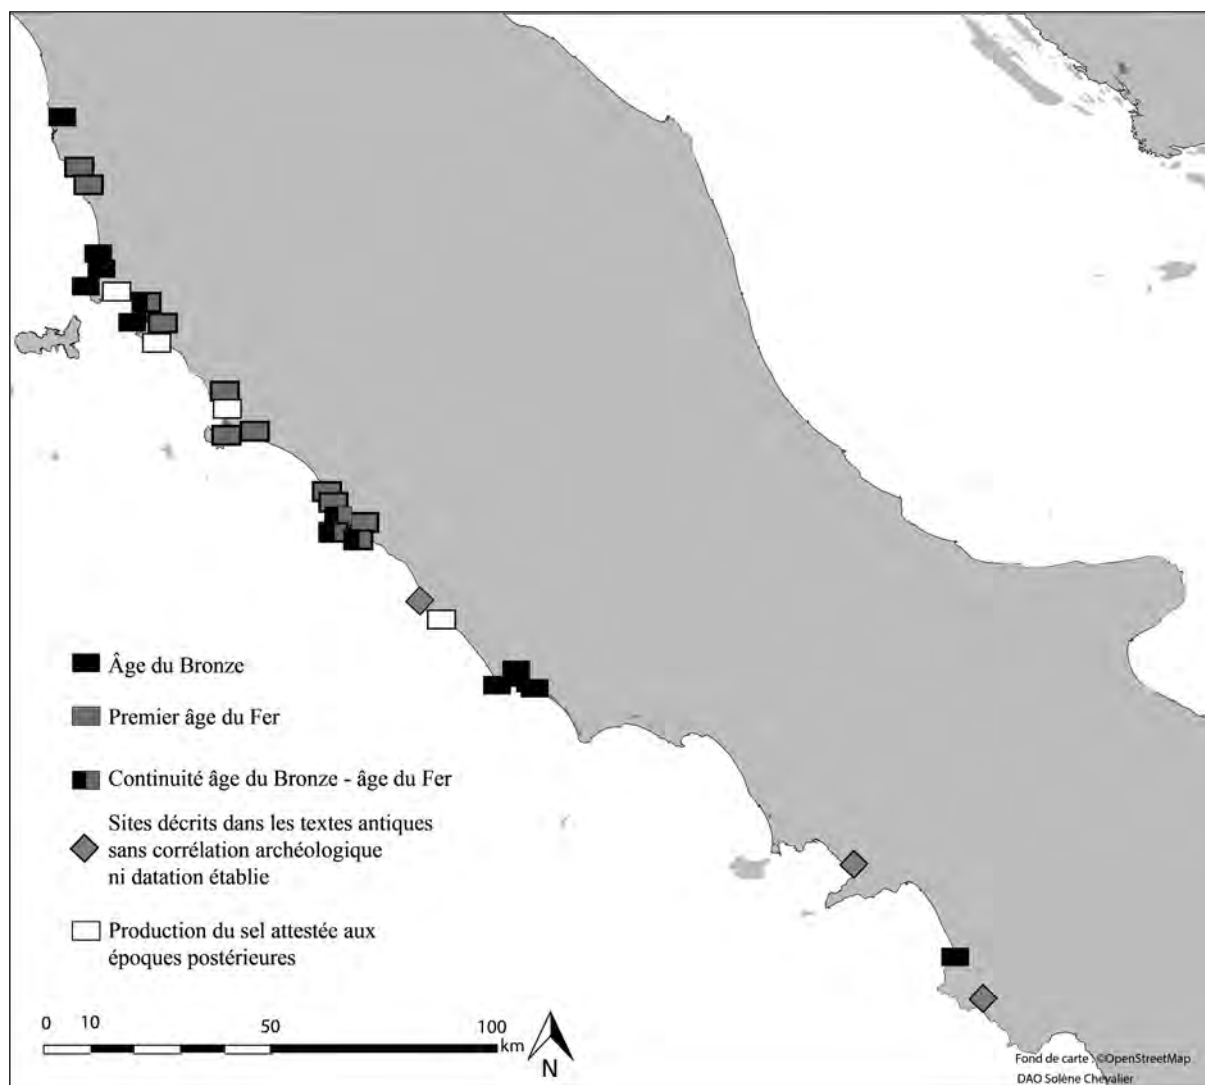 Âge du Bronze
Premier âge du Fer
Continuité âge du Bronze - âge du Fer
Sites décrits dans les textes antiques
sans corrélation archéologique
ni datation établie
Production du sel attestée aux
époques postérieures
0 10 50 100
km
N
Fond de carte : ©OpenStreetMap
DAO Solène Chevalier